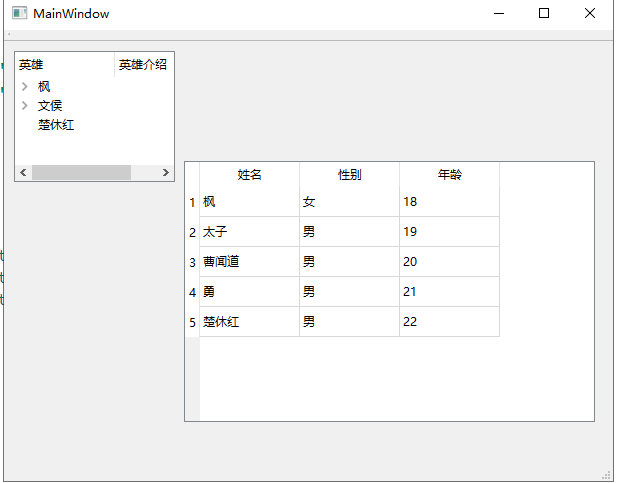 MainWindow
英雄 英雄介绍
枫
文侯
楚休红
姓名 性别 年龄
1 枫 女 18
2 太子 男 19
3 曹闻道 男 20
4 勇 男 21
5 楚休红 男 22